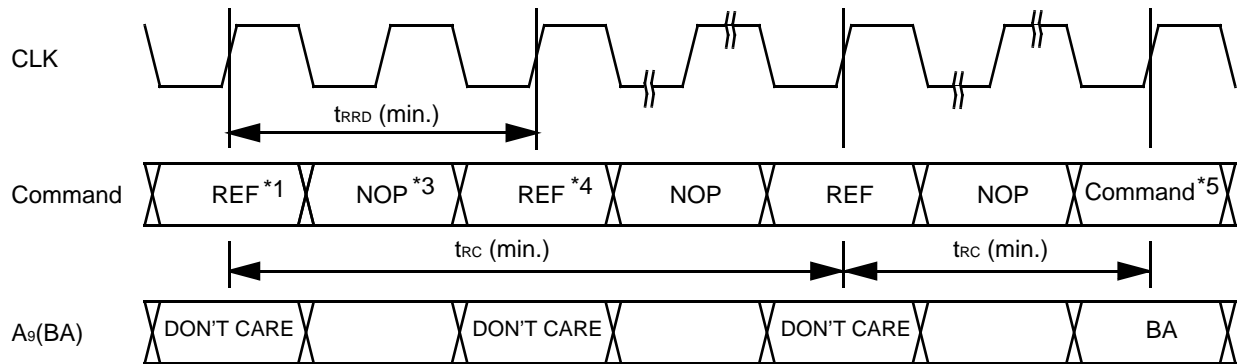 CLK
tRRD (min.)
Command REF *1 NOP *3 REF *4 NOP REF NOP Command *5
tRC (min.) tRC (min.)
A9(BA) DON'T CARE DON'T CARE DON'T CARE BA